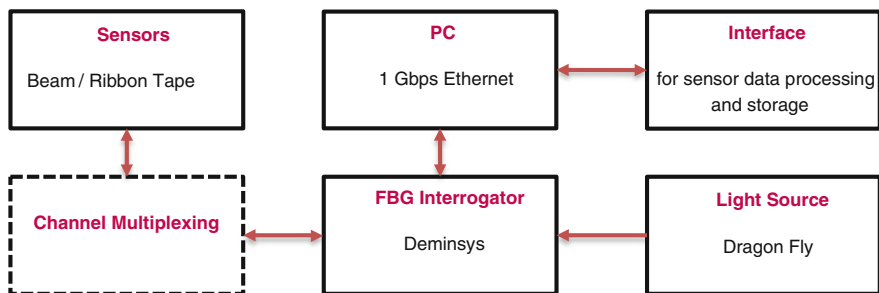 Sensors
Beam / Ribbon Tape
PC
1 Gbps Ethernet
Interface
for sensor data processing
and storage
Channel Multiplexing
FBG Interrogator
Deminsys
Light Source
Dragon Fly